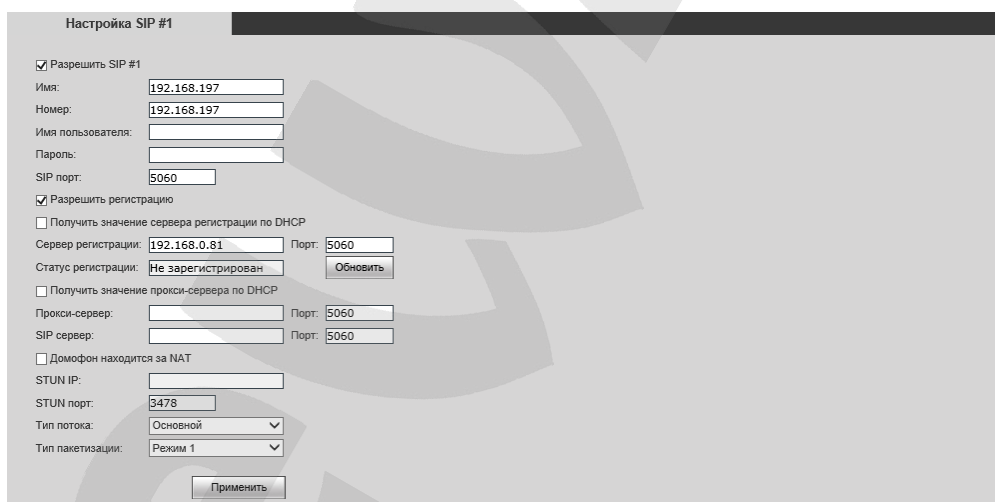 Настройка SIP #1
Разрешить SIP #1
Имя: 192.168.197
Номер: 192.168.197
Имя пользователя:
Пароль:
SIP порт: 5060
Разрешить регистрацию
Получить значение сервера регистрации по DHCP
Сервер регистрации: 192.168.0.81 Порт: 5060
Статус регистрации: Не зарегистрирован Обновить
Получить значение прокси-сервера по DHCP
Прокси-сервер: Порт: 5060
SIP сервер: Порт: 5060
Домофон находится за NAT
STUN IP:
STUN порт: 3478
Тип потока: Основной
Тип пакетизации: Режим 1
Применить